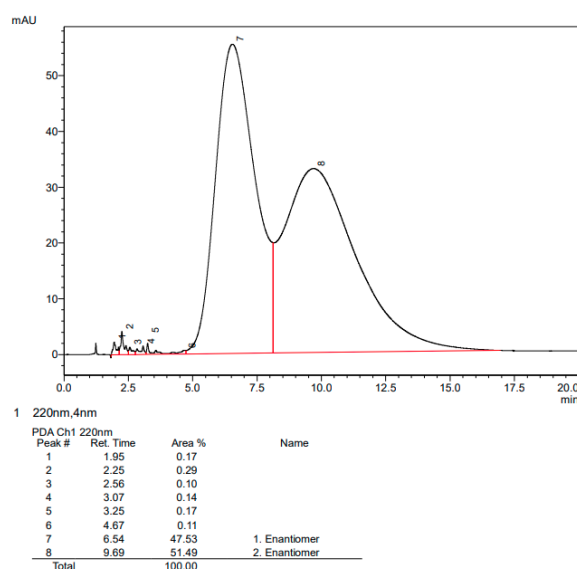 mAU
50
40
30
20
10
0
7
8
1
2
3
4
5
6
0.0 2.5 5.0 7.5 10.0 12.5 15.0 17.5 20.0
min
1 220nm,4nm
PDA Ch1 220nm
Peak # Ret. Time Area % Name
1 1.95 0.17
2 2.25 0.29
3 2.56 0.10
4 3.07 0.14
5 3.25 0.17
6 4.67 0.11
7 6.54 47.53 1. Enantiomer
8 9.69 51.49 2. Enantiomer
Total 100.00